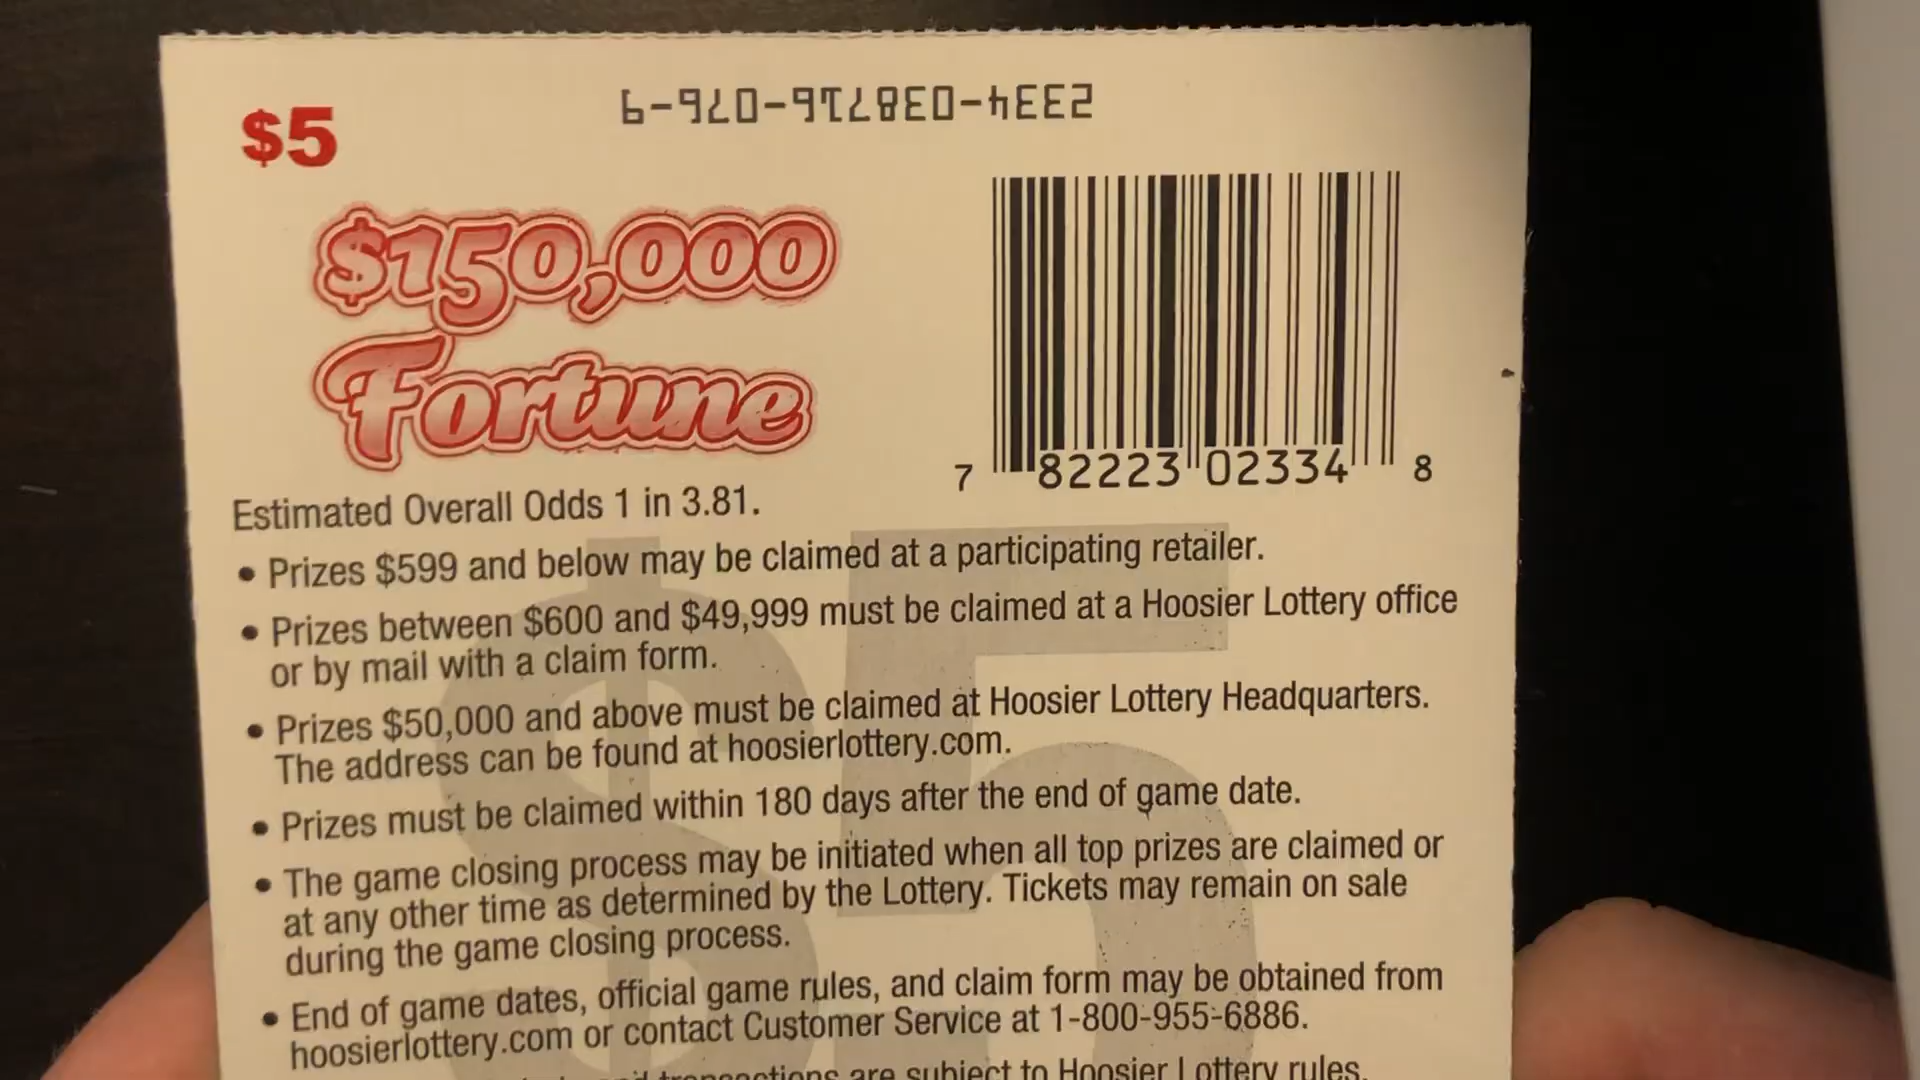 $5
2334-038716-076-9
$150,000
Fortune
7 82223 02334 8
Estimated Overall Odds 1 in 3.81.
• Prizes $599 and below may be claimed at a participating retailer.
• Prizes between $600 and $49,999 must be claimed at a Hoosier Lottery office
or by mail with a claim form.
• Prizes $50,000 and above must be claimed at Hoosier Lottery Headquarters.
The address can be found at hoosierlottery.com.
• Prizes must be claimed within 180 days after the end of game date.
• The game closing process may be initiated when all top prizes are claimed or
at any other time as determined by the Lottery. Tickets may remain on sale
during the game closing process.
• End of game dates, official game rules, and claim form may be obtained from
hoosierlottery.com or contact Customer Service at 1-800-955-6886.
transactions are subject to Hoosier Lottery rules.
$5